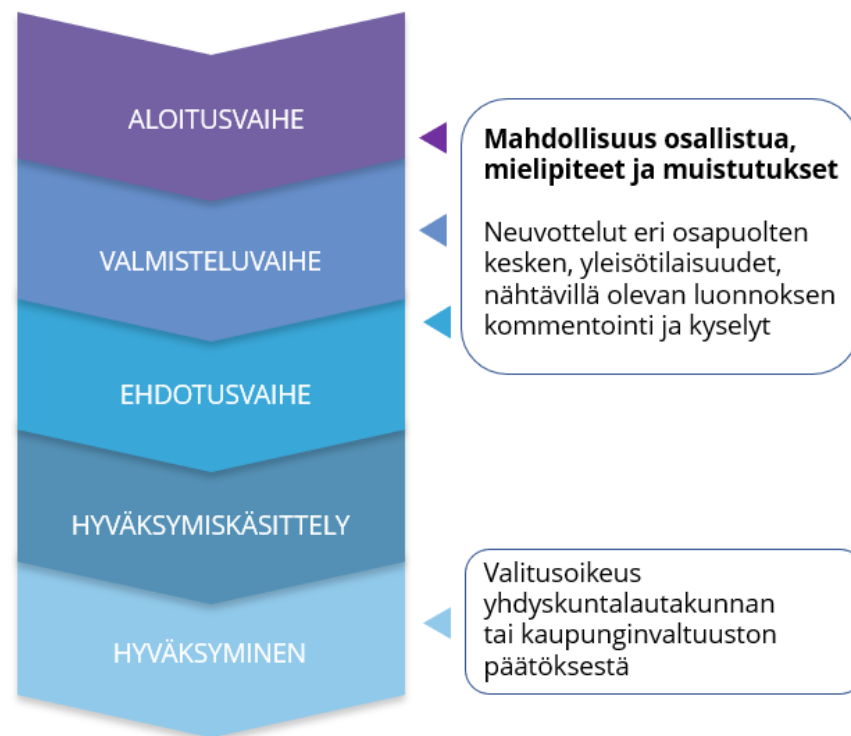 ALOITUSVAIHE
Mahdollisuus osallistua,
mielipiteet ja muistutukset
VALMISTELUVAIHE
Neuvottelut eri osapuolten
kesken, yleisötilaisuudet,
nähtävillä olevan luonnoksen
kommentointi ja kyselyt
EHDOTUSVAIHE
HYVÄKSYMISKÄSITTELY
HYVÄKSYMINEN
Valitusoikeus
yhdyskuntalautakunnan
tai kaupunginvaltuuston
päätöksestä